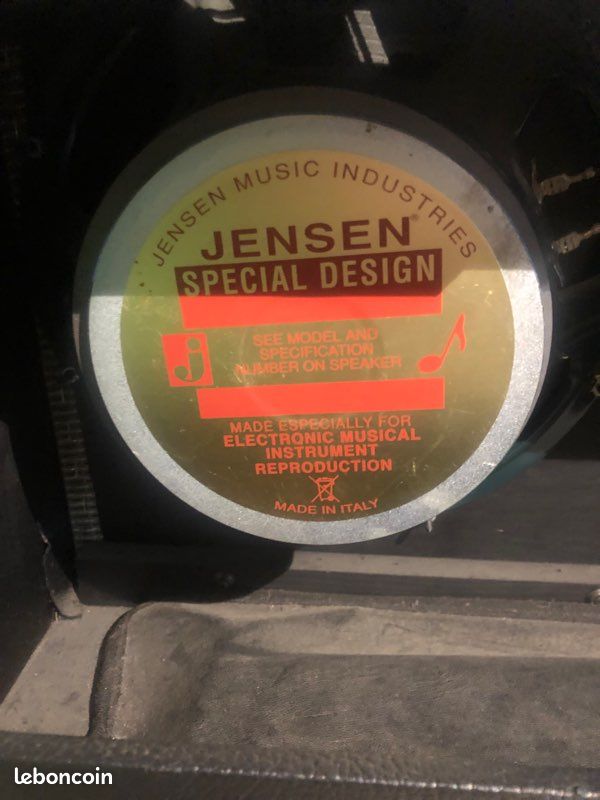 JENSEN MUSIC INDUSTRIES
JENSEN®
SPECIAL DESIGN
j
SEE MODEL AND
SPECIFICATION
NUMBER ON SPEAKER
MADE ESPECIALLY FOR
ELECTRONIC MUSICAL
INSTRUMENT
REPRODUCTION
MADE IN ITALY
leboncoin